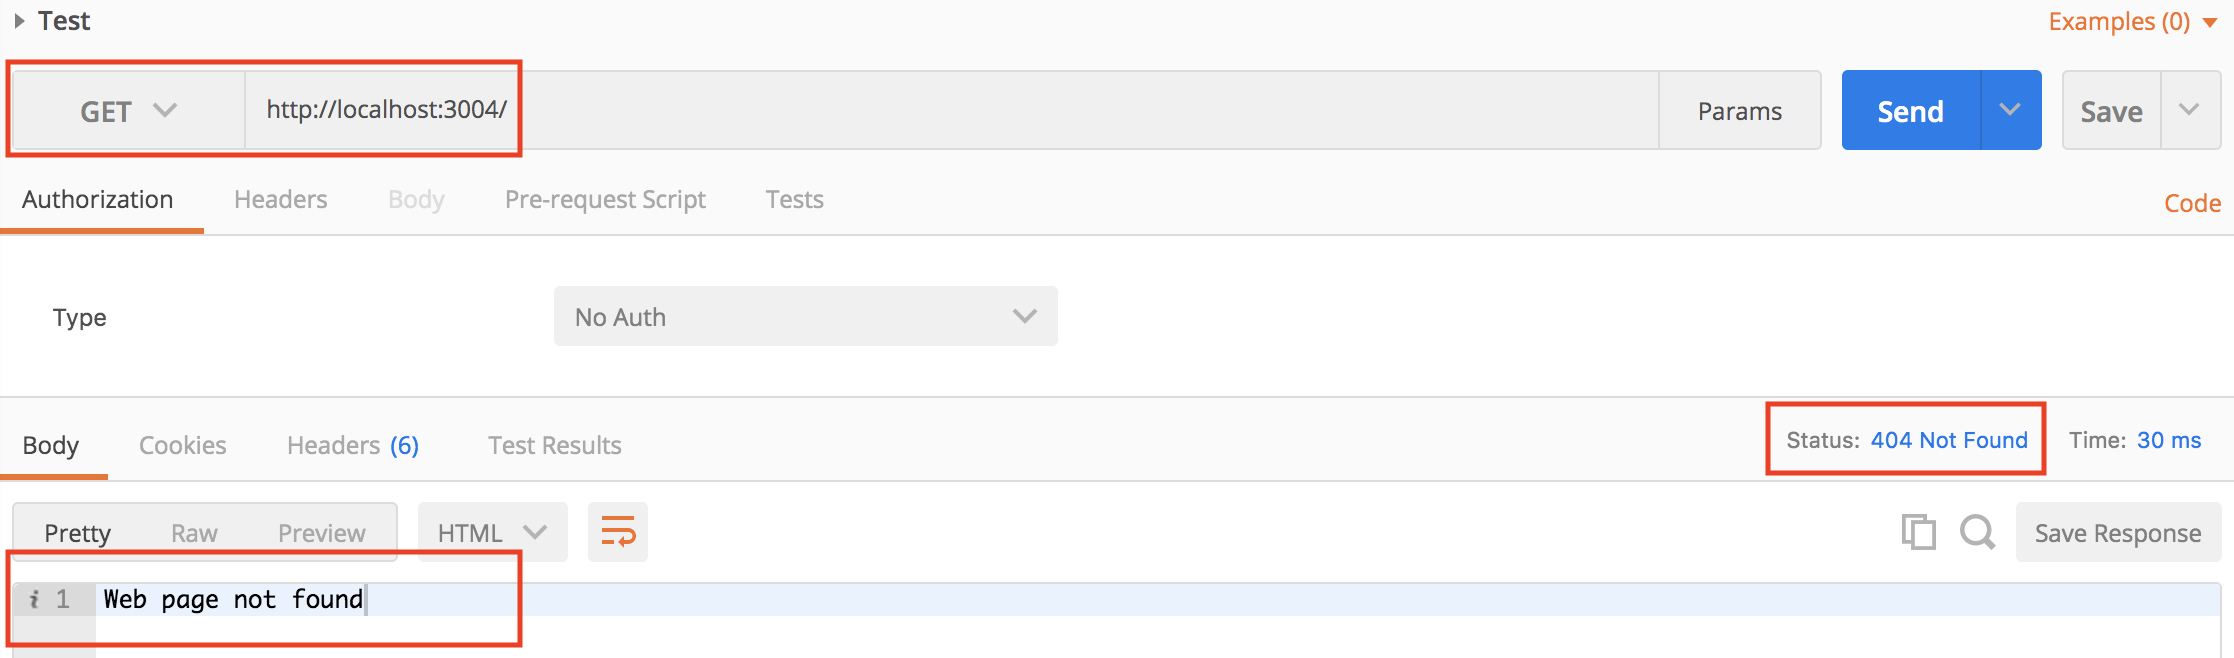 Test Examples (0)
GET http://localhost:3004/ Params Send Save
Authorization Headers Body Pre-request Script Tests Code
Type No Auth
Body Cookies Headers (6) Test Results Status: 404 Not Found Time: 30 ms
Pretty Raw Preview HTML Save Response
i 1 Web page not found